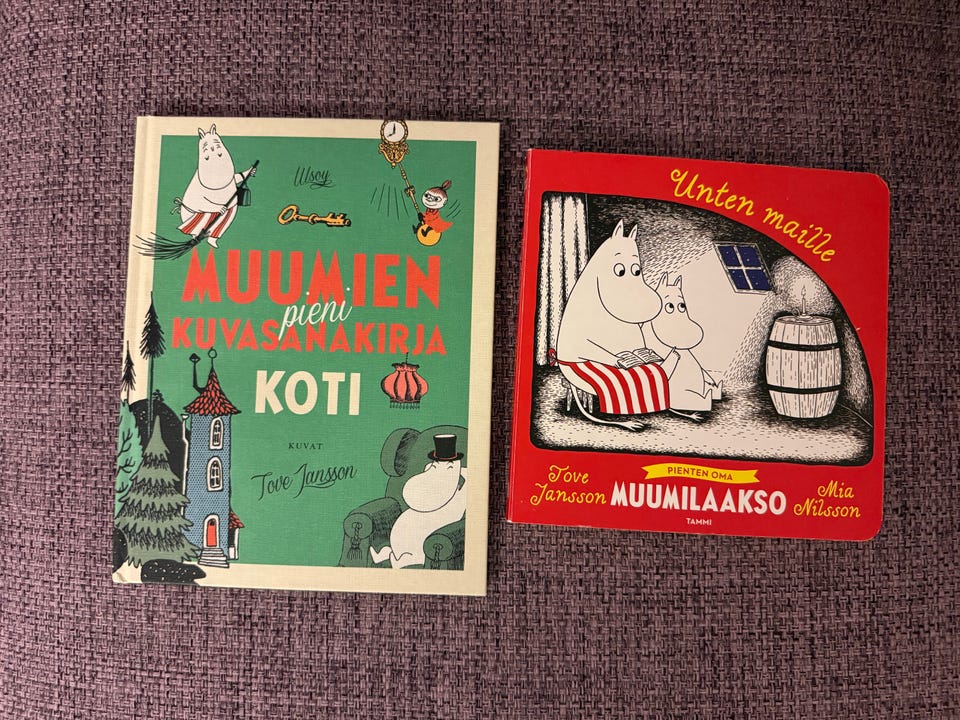 WSOY
MUUMIEN
pieni
KUVASANAKIRJA
KOTI
KUVAT
Tove Jansson
Unten maille
PIENTEN OMA
Tove
Jansson
MUUMILAAKSO
Mia
Nilsson
TAMMI